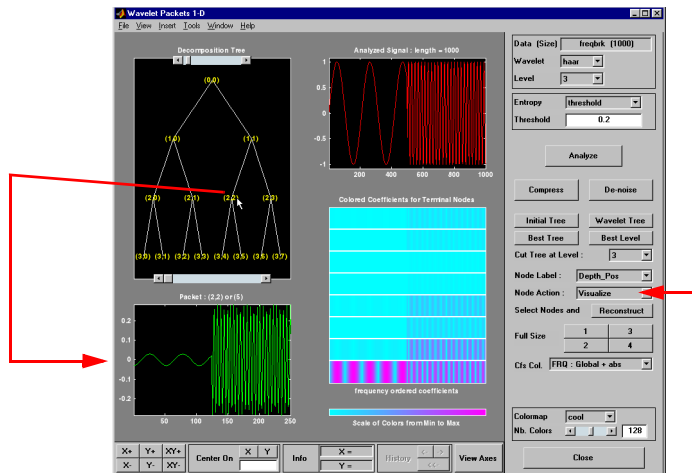 Wavelet Packets 1-D
File View Insert Tools Window Help
Decomposition Tree
(0,0)
(1,0) (1,1)
(2,0) (2,1) (2,2) (2,3)
(3,0) (3,1) (3,2) (3,3) (3,4) (3,5) (3,6) (3,7)
Packet : (2,2) or (5)
0.2
0.1
0
-0.1
-0.2
50 100 150 200 250
Analyzed Signal : length = 1000
1
0.5
0
-0.5
-1
200 400 600 800 1000
Colored Coefficients for Terminal Nodes
frequency ordered coefficients
Scale of Colors from Min to Max
Data (Size) freqbrk (1000)
Wavelet haar
Level 3
Entropy threshold
Threshold 0.2
Analyze
Compress De-noise
Initial Tree Wavelet Tree
Best Tree Best Level
Cut Tree at Level : 3
Node Label : Depth_Pos
Node Action : Visualize
Select Nodes and Reconstruct
Full Size 1 3
2 4
Cfs Col. FRQ : Global + abs
Colormap cool
Nb. Colors 128
Close
X+ Y+ XY+
X- Y- XY-
Center On X Y
Info X =
Y =
History < - ->
<<-
View Axes